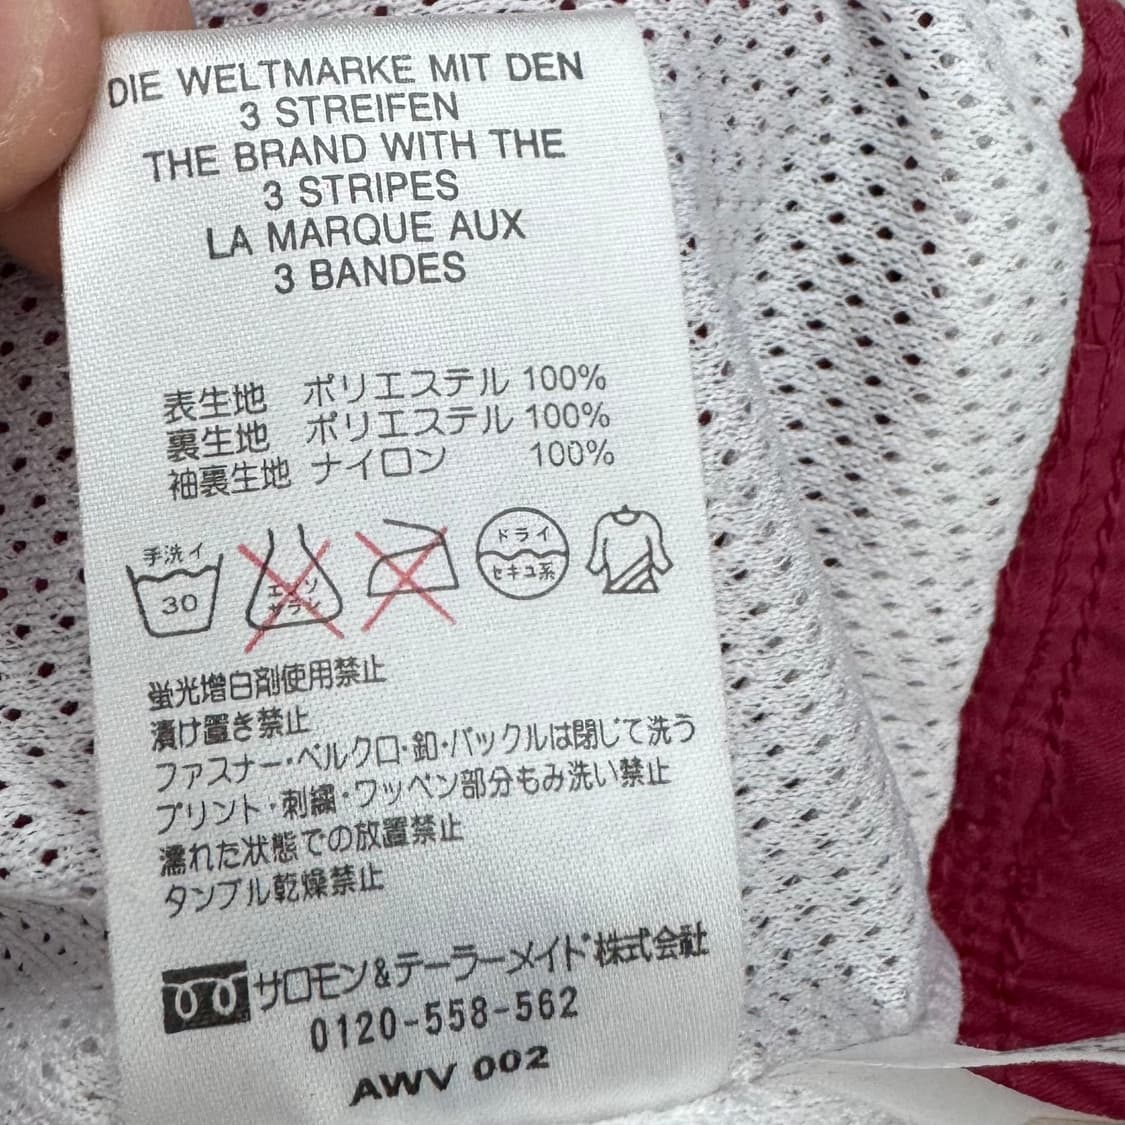 DIE WELTMARKE MIT DEN
3 STREIFEN
THE BRAND WITH THE
3 STRIPES
LA MARQUE AUX
3 BANDES
表生地 ポリエステル 100%
裏生地 ポリエステル 100%
袖裏生地 ナイロン 100%
手洗イ
30
エンソ
サラシ
ドライ
セキユ系
蛍光増白剤使用禁止
漬け置き禁止
ファスナー・ベルクロ・釦・バックルは閉じて洗う
プリント・刺繍・ワッペン部分もみ洗い禁止
濡れた状態での放置禁止
タンブル乾燥禁止
サロモン&テーラーメイド株式会社
0120-558-562
AWV 002